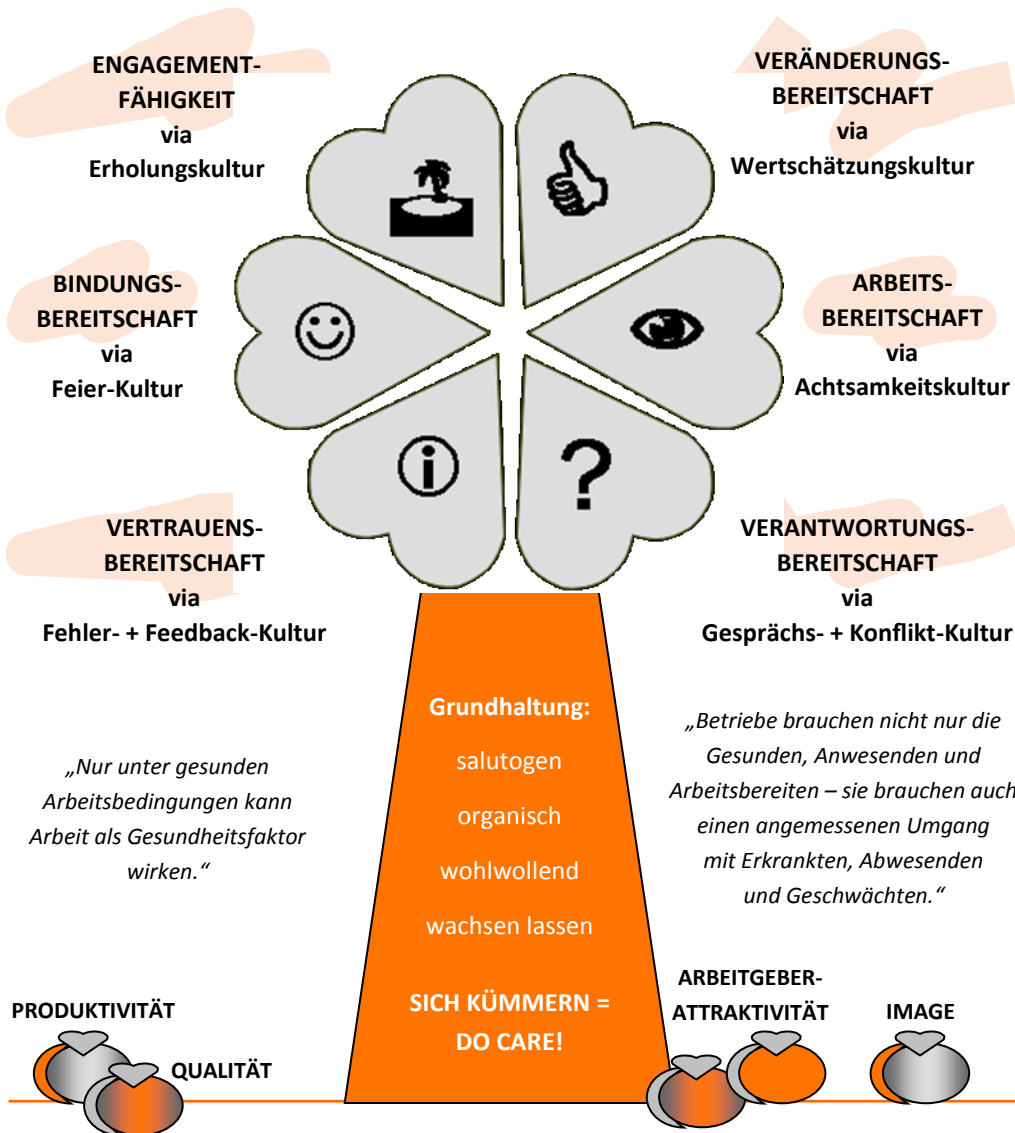 ENGAGEMENT-
FÄHIGKEIT
via
Erholungskultur
VERÄNDERUNGS-
BEREITSCHAFT
via
Wertschätzungskultur
BINDUNGS-
BEREITSCHAFT
via
Feier-Kultur
ARBEITS-
BEREITSCHAFT
via
Achtsamkeitskultur
i
?
VERTRAUENS-
BEREITSCHAFT
via
Fehler- + Feedback-Kultur
VERANTWORTUNGS-
BEREITSCHAFT
via
Gesprächs- + Konflikt-Kultur
„Nur unter gesunden
Arbeitsbedingungen kann
Arbeit als Gesundheitsfaktor
wirken.“
Grundhaltung:
salutogen
organisch
wohlwollend
wachsen lassen
SICH KÜMMERN =
DO CARE!
„Betriebe brauchen nicht nur die
Gesunden, Anwesenden und
Arbeitsbereiten – sie brauchen auch
einen angemessenen Umgang
mit Erkrankten, Abwesenden
und Geschwächten.“
PRODUKTIVITÄT
QUALITÄT
ARBEITGEBER-
ATTRAKTIVITÄT
IMAGE